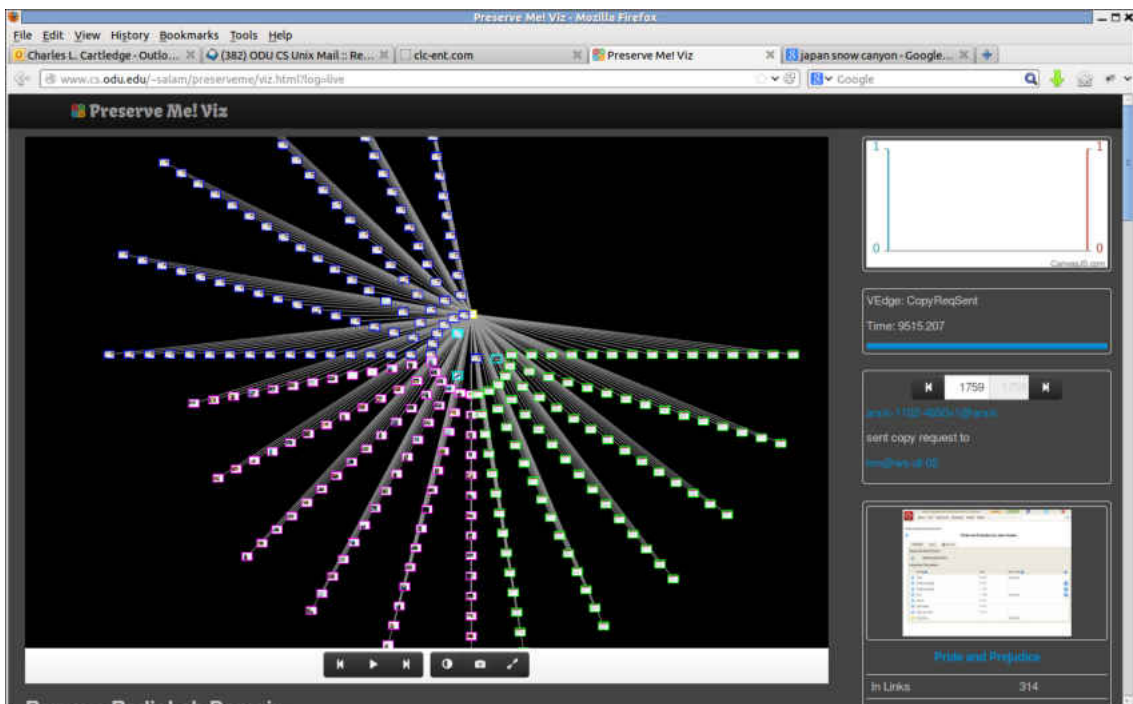 Preserve Me! Viz - Mozilla Firefox
File Edit View History Bookmarks Tools Help
Charles L. Cartledge - Outlo...
(382) ODU CS Unix Mail :: Re...
clc-ent.com
Preserve Me! Viz
japan snow canyon - Google...
www.cs.odu.edu/~salam/preserveme/viz.html?log=live
Google
Preserve Me! Viz
1
1
0
0
CanvasJS.com
VEdge: CopyReqSent
Time: 9515.207
1759
sent copy request to
Pride and Prejudice
In Links
314